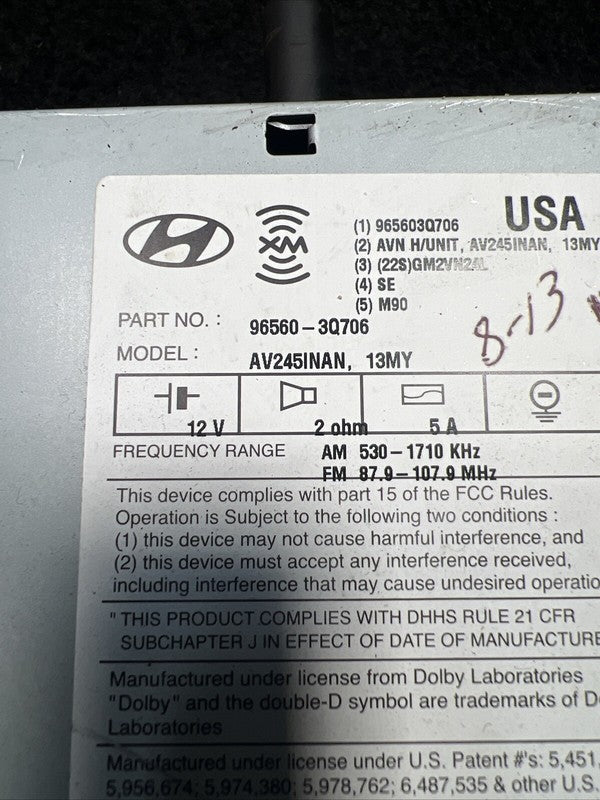 USA
XM
(1) 965603Q706
(2) AVN H/UNIT, AV245INAN, 13MY
(3) (22S)GM2VN24L
(4) SE
(5) M90
8-13
PART NO. : 96560-3Q706
MODEL : AV245INAN, 13MY
12 V 2 ohm 5 A
FREQUENCY RANGE AM 530-1710 KHz
FM 87.9-107.9 MHz
This device complies with part 15 of the FCC Rules.
Operation is Subject to the following two conditions :
(1) this device may not cause harmful interference, and
(2) this device must accept any interference received,
including interference that may cause undesired operatio
" THIS PRODUCT COMPLIES WITH DHHS RULE 21 CFR
SUBCHAPTER J IN EFFECT OF DATE OF MANUFACTURE
Manufactured under license from Dolby Laboratories
"Dolby" and the double-D symbol are trademarks of D
Laboratories
Manufactured under license under U.S. Patent #'s: 5,451,
5,956,674; 5,974,380; 5,978,762; 6,487,535 & other U.S.